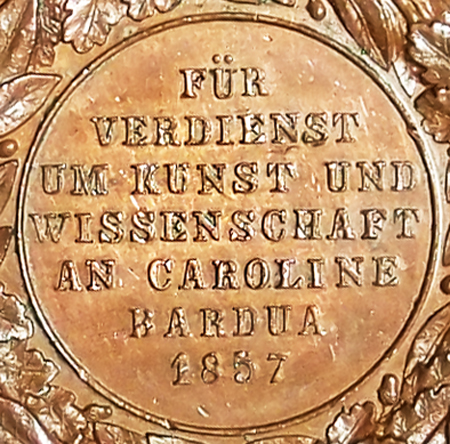 FÜR
VERDIENST
UM KUNST UND
WISSENSCHAFT
AN CAROLINE
BARDUA
1857